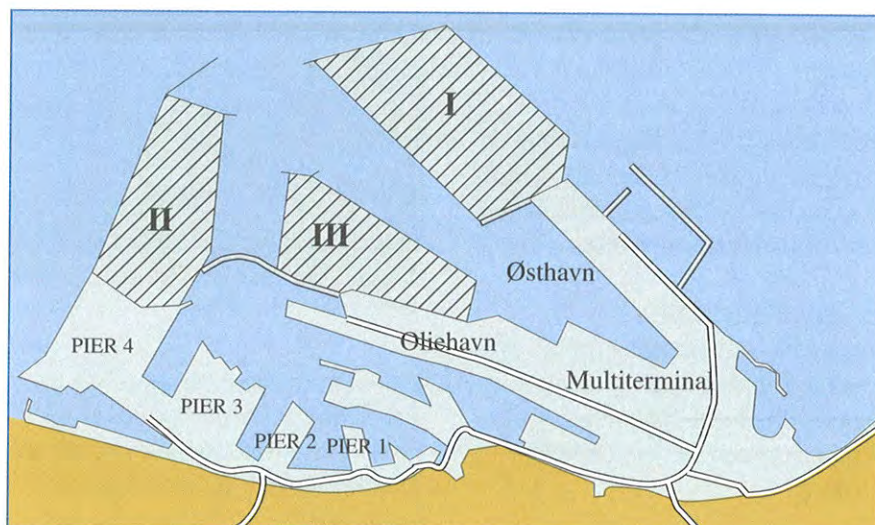 I
II
III
Østhavn
PIER 4
Oliehavn
Multiterminal
PIER 3
PIER 2
PIER 1